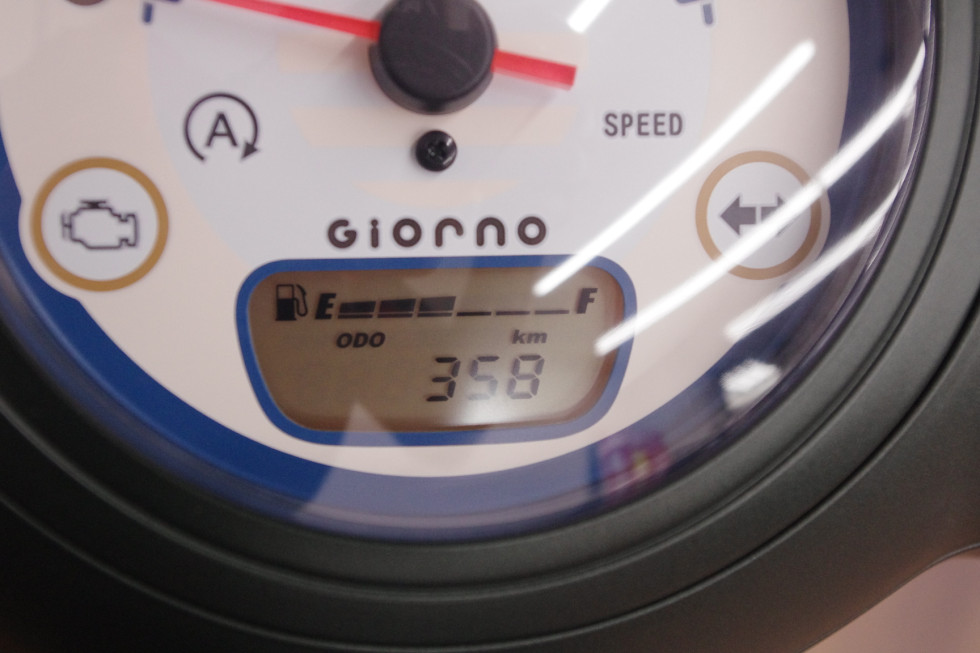 A
SPEED
GIORNO
E F
ODO km
358